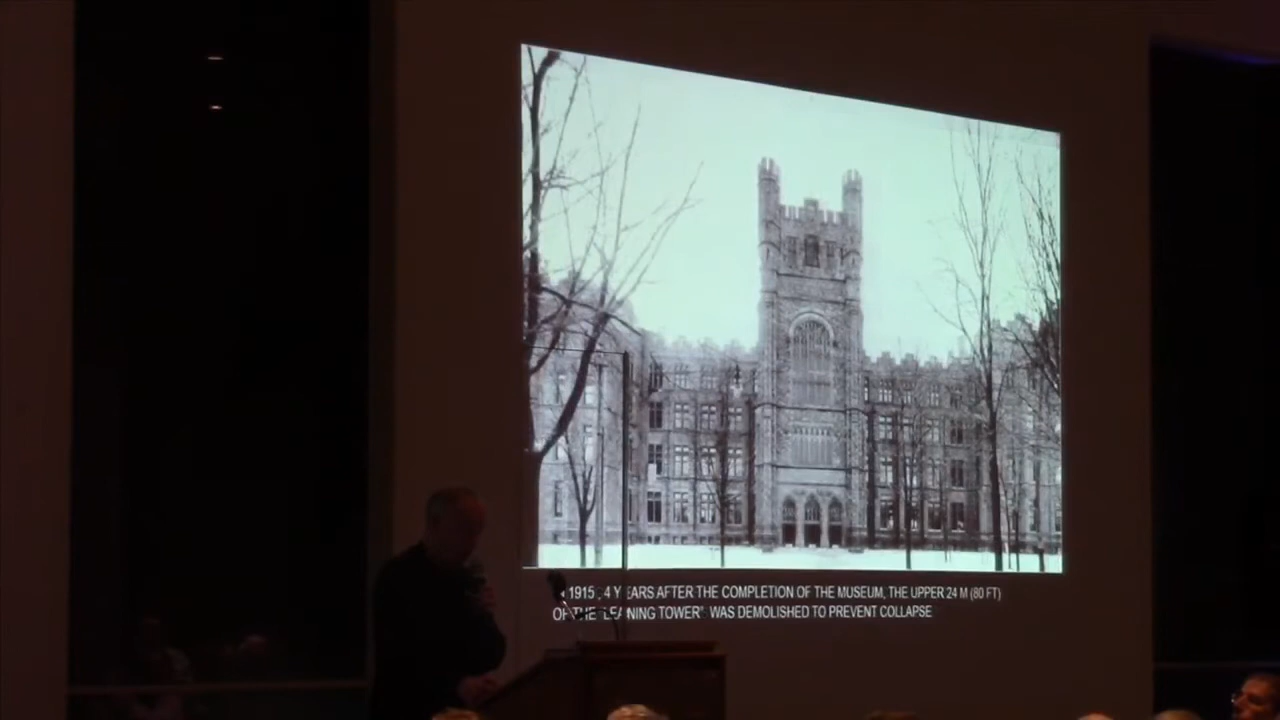 1915, 4 YEARS AFTER THE COMPLETION OF THE MUSEUM, THE UPPER 24 M (80 FT)
OF THE "LEANING TOWER" WAS DEMOLISHED TO PREVENT COLLAPSE